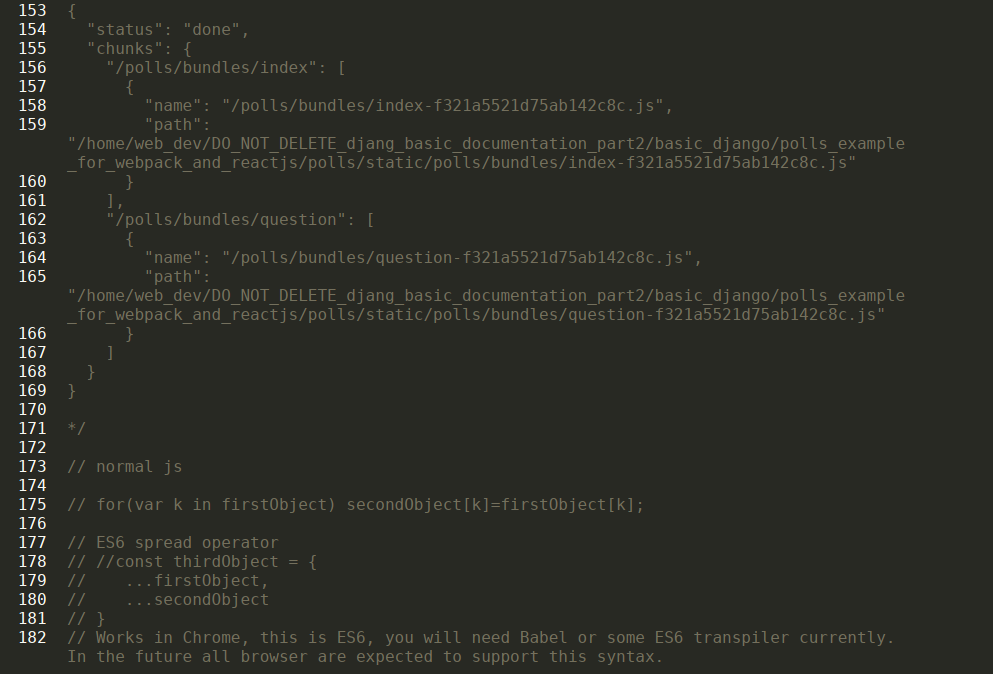 153 {
154   "status": "done",
155   "chunks": {
156     "/polls/bundles/index": [
157       {
158         "name": "/polls/bundles/index-f321a5521d75ab142c8c.js",
159         "path":
"/home/web_dev/DO_NOT_DELETE_djang_basic_documentation_part2/basic_django/polls_example
_for_webpack_and_reactjs/polls/static/polls/bundles/index-f321a5521d75ab142c8c.js"
160       }
161     ],
162     "/polls/bundles/question": [
163       {
164         "name": "/polls/bundles/question-f321a5521d75ab142c8c.js",
165         "path":
"/home/web_dev/DO_NOT_DELETE_djang_basic_documentation_part2/basic_django/polls_example
_for_webpack_and_reactjs/polls/static/polls/bundles/question-f321a5521d75ab142c8c.js"
166       }
167     ]
168   }
169 }
170
171 */
172
173 // normal js
174
175 // for(var k in firstObject) secondObject[k]=firstObject[k];
176
177 // ES6 spread operator
178 // //const thirdObject = {
179 //    ...firstObject,
180 //    ...secondObject
181 // }
182 // Works in Chrome, this is ES6, you will need Babel or some ES6 transpiler currently.
In the future all browser are expected to support this syntax.